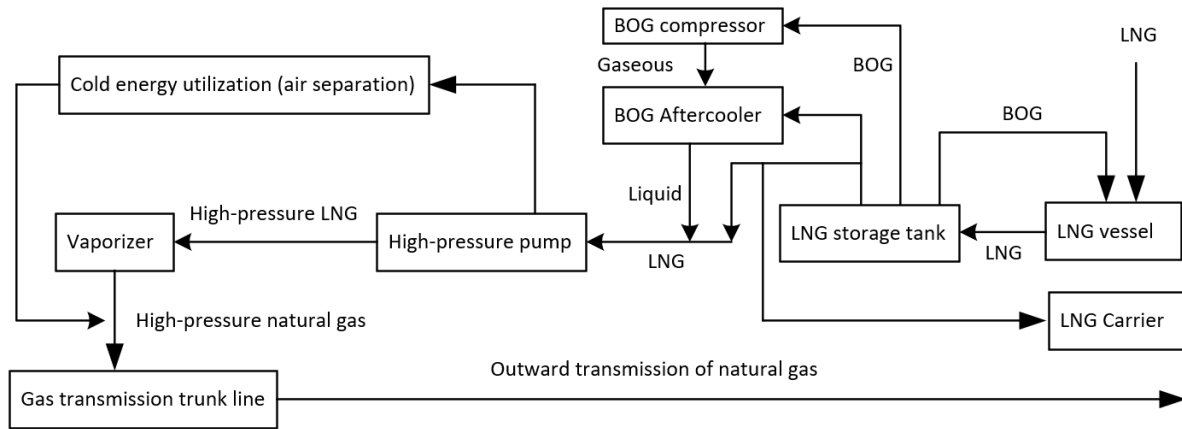 BOG compressor
LNG
Cold energy utilization (air separation)
Gaseous
BOG
BOG Aftercooler
BOG
Liquid
High-pressure LNG
Vaporizer
High-pressure pump
LNG
LNG storage tank
LNG
LNG vessel
High-pressure natural gas
LNG Carrier
Outward transmission of natural gas
Gas transmission trunk line